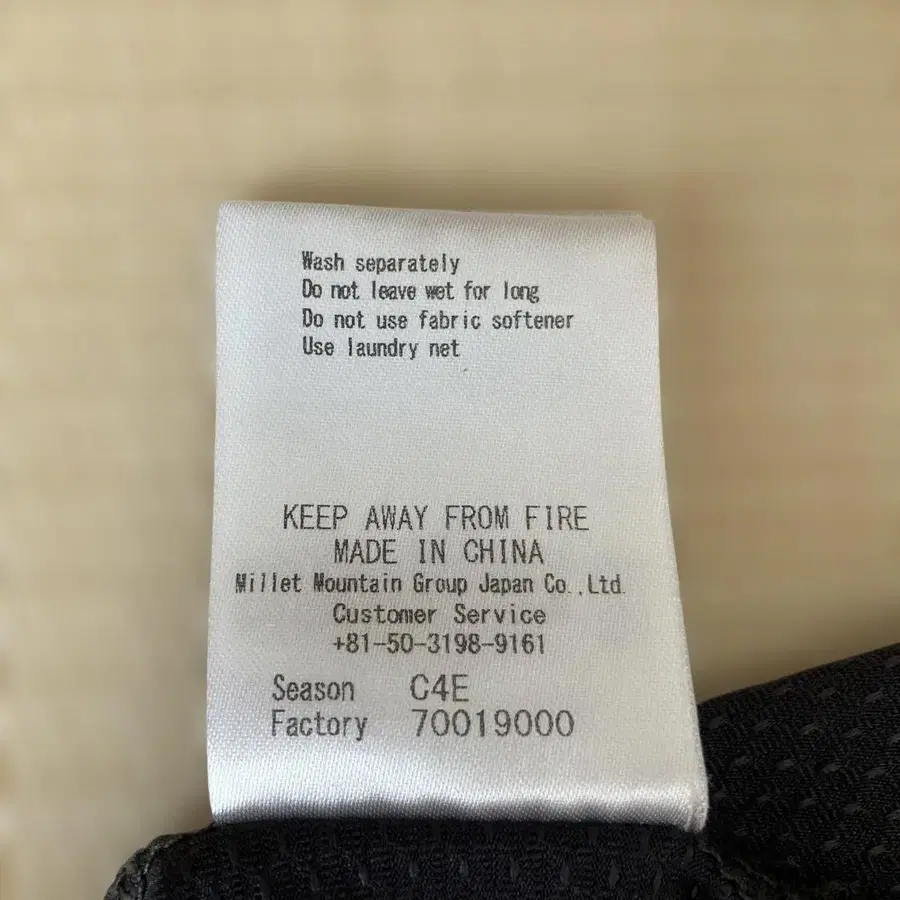 Wash separately
Do not leave wet for long
Do not use fabric softener
Use laundry net
KEEP AWAY FROM FIRE
MADE IN CHINA
Millet Mountain Group Japan Co.,Ltd.
Customer Service
+81-50-3198-9161
Season C4E
Factory 70019000